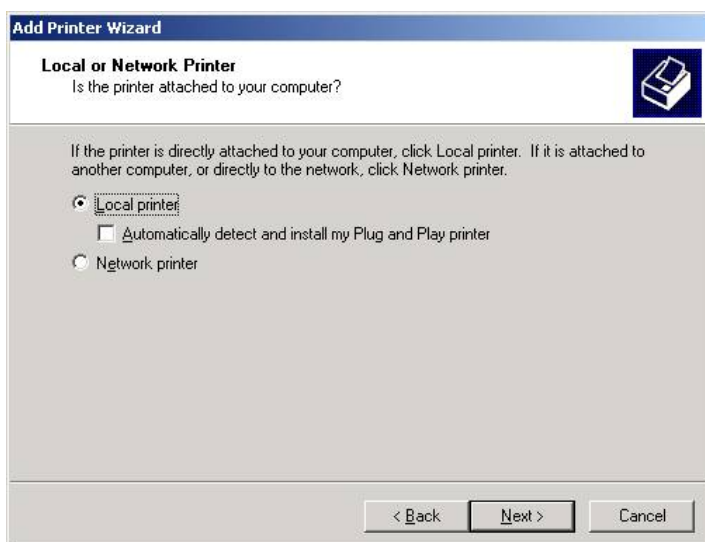 Add Printer Wizard
Local or Network Printer
Is the printer attached to your computer?
If the printer is directly attached to your computer, click Local printer. If it is attached to
another computer, or directly to the network, click Network printer.
Local printer
Automatically detect and install my Plug and Play printer
Network printer
< Back Next > Cancel